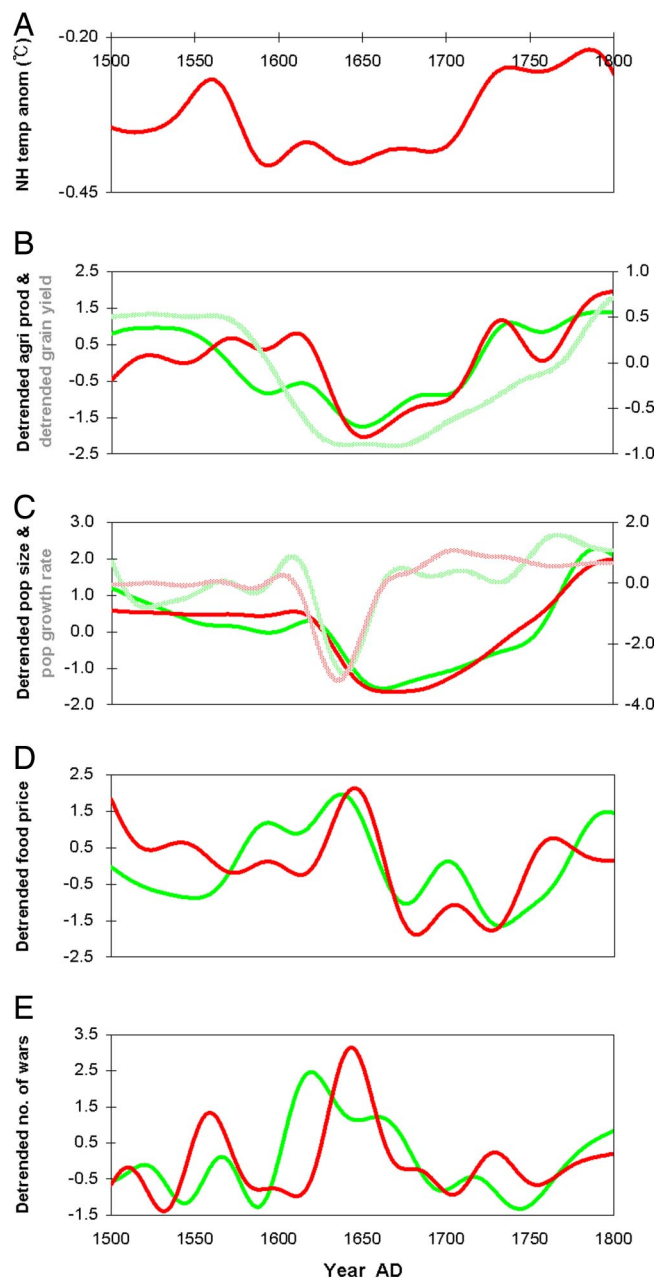 A
NH temp anom (℃)
-0.20
1500 1550 1600 1650 1700 1750 1800
-0.45
B
Detrended agri prod &
detrended grain yield
2.5 1.0
1.5 0.5
0.5 0.0
-0.5
-1.5 -0.5
-2.5 -1.0
C
Detrended pop size &
pop growth rate
3.0 2.0
2.0
1.0 0.0
0.0
-1.0 -2.0
-2.0 -4.0
D
Detrended food price
2.5
1.5
0.5
-0.5
-1.5
-2.5
E
Detrended no. of wars
3.5
2.5
1.5
0.5
-0.5
-1.5
1500 1550 1600 1650 1700 1750 1800
Year AD